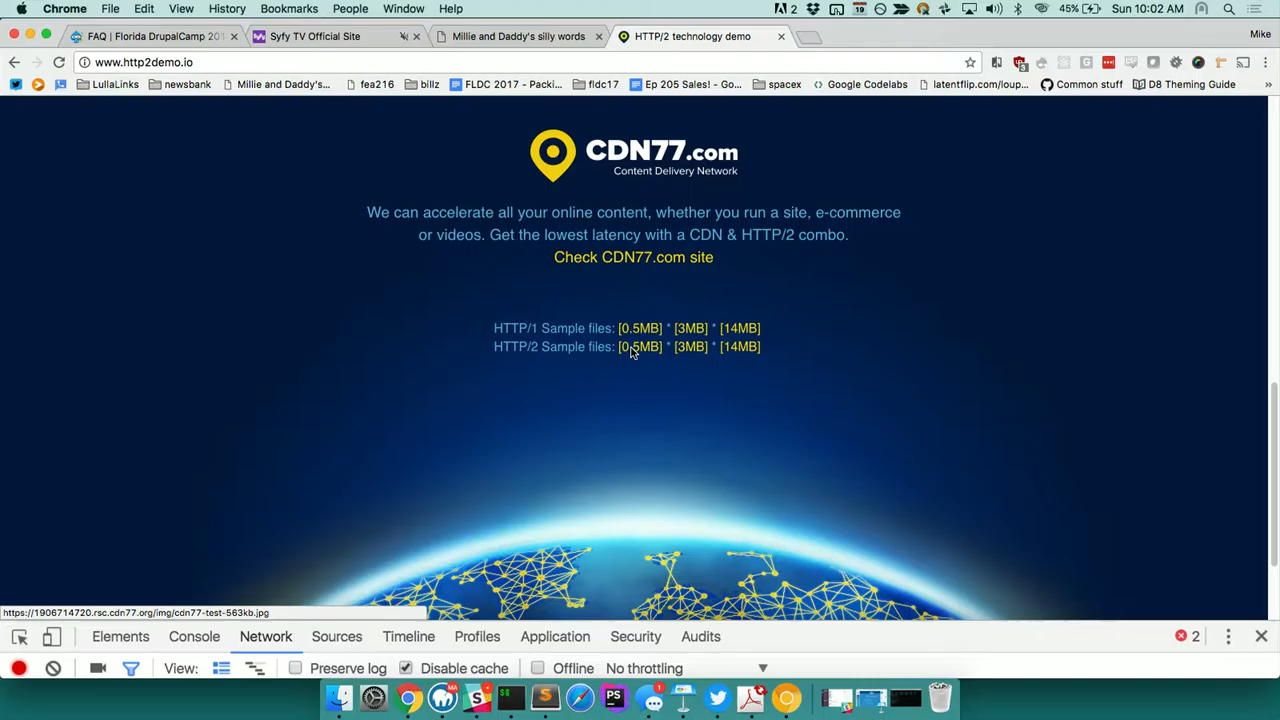 Chrome File Edit View History Bookmarks People Window Help
2 19 45% Sun 10:02 AM
FAQ | Florida DrupalCamp 20
Syfy TV Official Site
Millie and Daddy's silly words
HTTP/2 technology demo
Mike
www.http2demo.io
3
LullaLinks newsbank Millie and Daddy's... fea216 billz FLDC 2017 - Packi... fldc17 Ep 205 Sales! - Go... spacex Google Codelabs latentflip.com/loup... Common stuff D8 Theming Guide
CDN77.com
Content Delivery Network
We can accelerate all your online content, whether you run a site, e-commerce
or videos. Get the lowest latency with a CDN & HTTP/2 combo.
Check CDN77.com site
HTTP/1 Sample files: [0.5MB] * [3MB] * [14MB]
HTTP/2 Sample files: [0.5MB] * [3MB] * [14MB]
https://1906714720.rsc.cdn77.org/img/cdn77-test-563kb.jpg
Elements Console Network Sources Timeline Profiles Application Security Audits 2
View: Preserve log Disable cache Offline No throttling
MA $ S PS 1